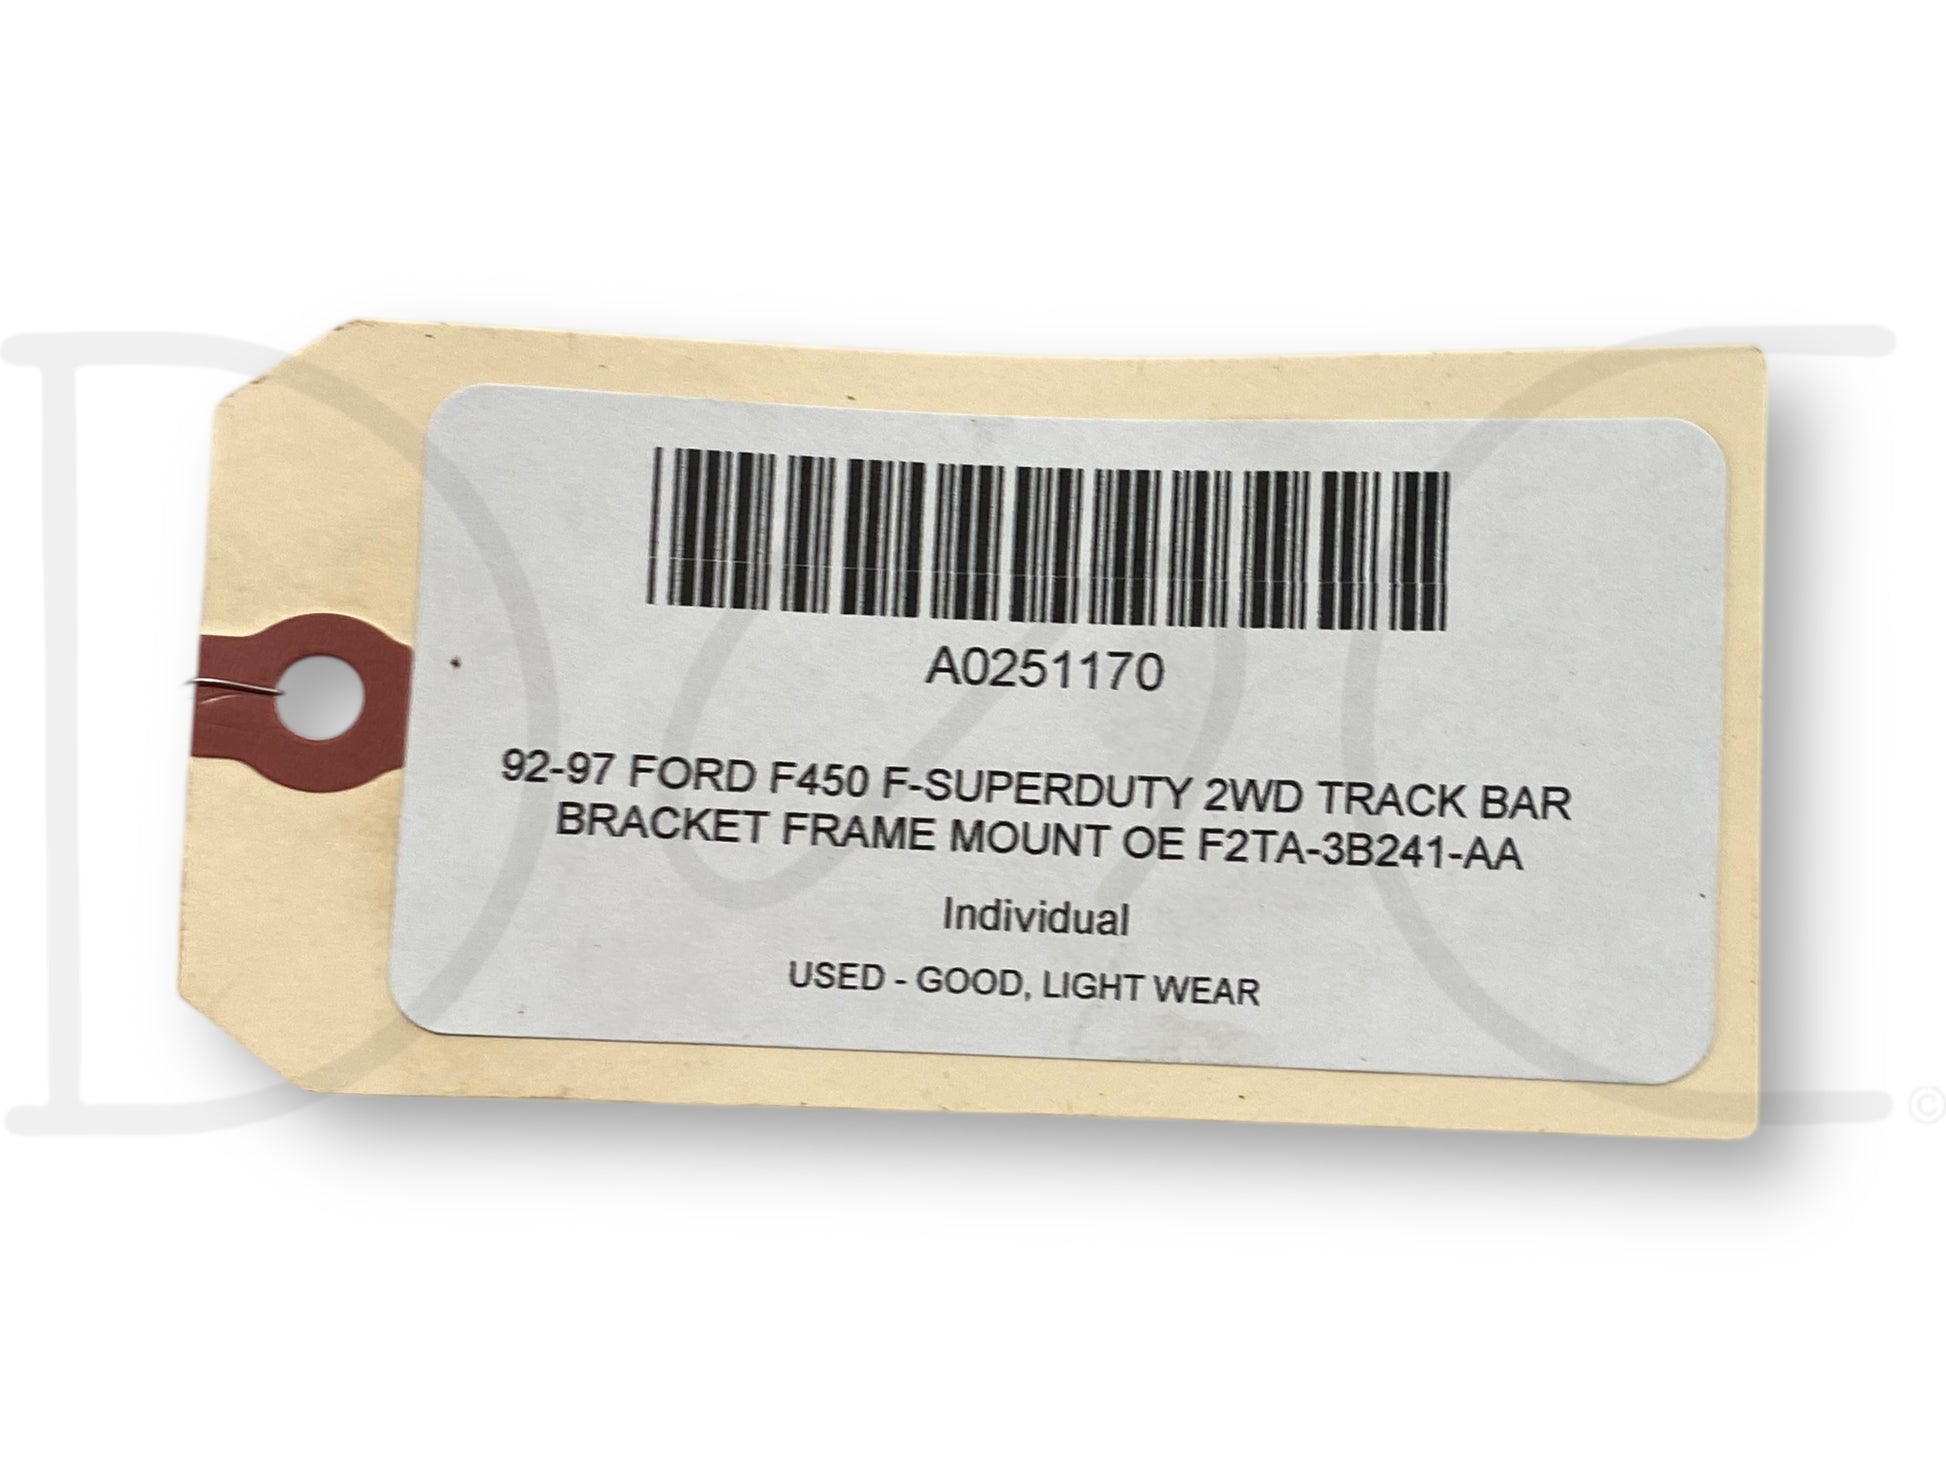 A0251170
92-97 FORD F450 F-SUPERDUTY 2WD TRACK BAR
BRACKET FRAME MOUNT OE F2TA-3B241-AA
Individual
USED - GOOD, LIGHT WEAR
DC
©